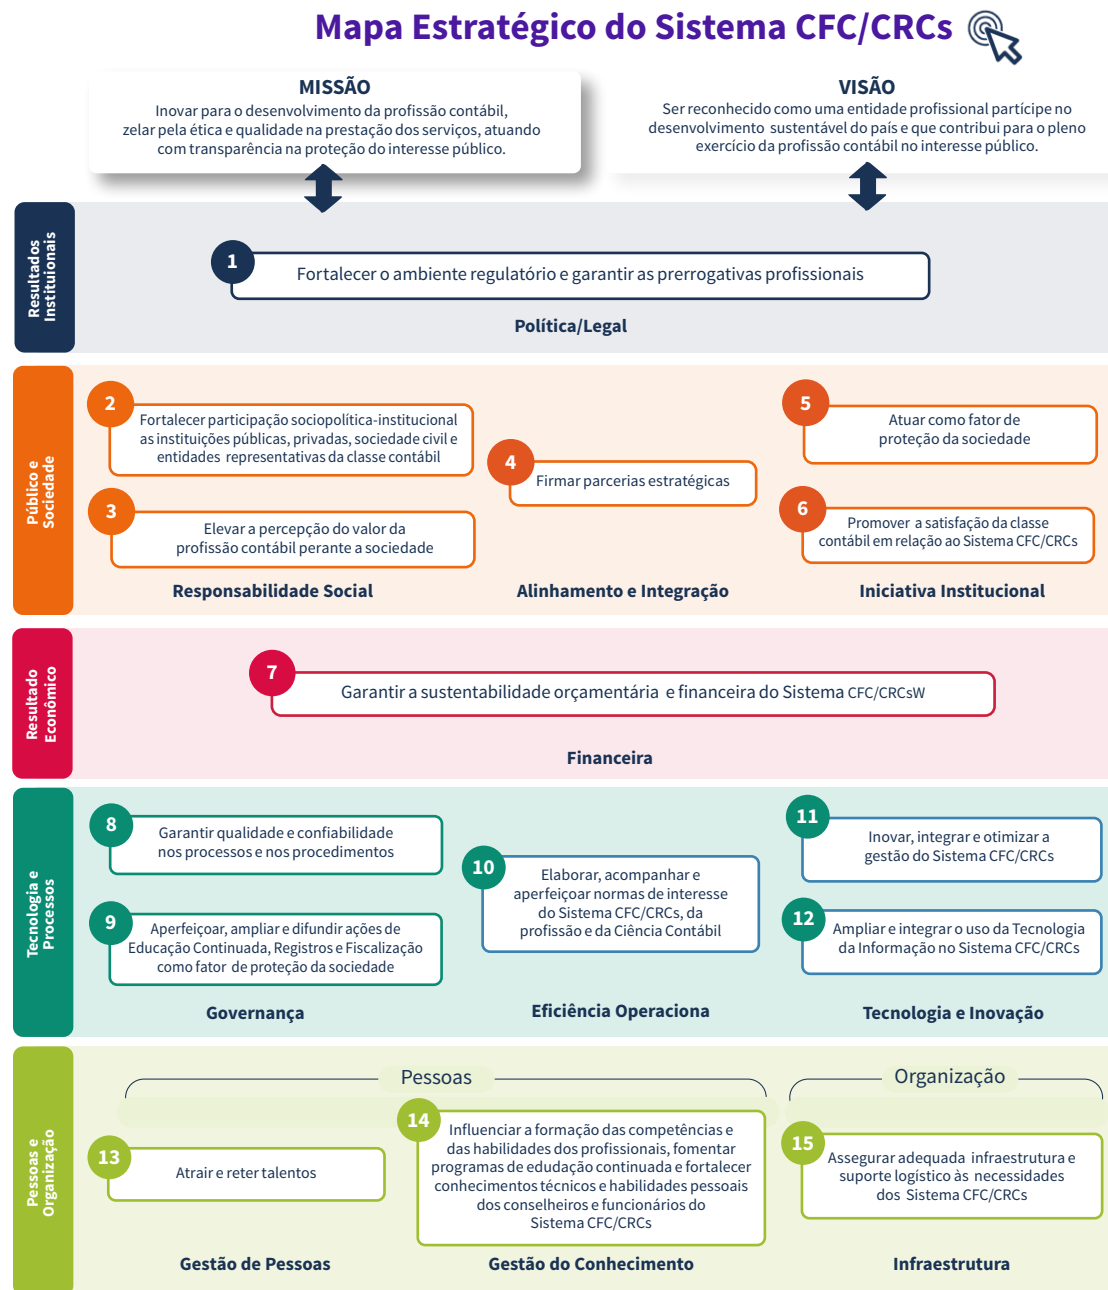 Mapa Estratégico do Sistema CFC/CRCs
MISSÃO
Inovar para o desenvolvimento da profissão contábil,
zelar pela ética e qualidade na prestação dos serviços, atuando
com transparência na proteção do interesse público.
VISÃO
Ser reconhecido como uma entidade profissional partícipe no
desenvolvimento sustentável do país e que contribui para o pleno
exercício da profissão contábil no interesse público.
Resultados
Institucionais
1
Fortalecer o ambiente regulatório e garantir as prerrogativas profissionais
Política/Legal
Público e
Sociedade
2
Fortalecer participação sociopolítica-institucional
as instituições públicas, privadas, sociedade civil e
entidades representativas da classe contábil
3
Elevar a percepção do valor da
profissão contábil perante a sociedade
Responsabilidade Social
4
Firmar parcerias estratégicas
Alinhamento e Integração
5
Atuar como fator de
proteção da sociedade
6
Promover a satisfação da classe
contábil em relação ao Sistema CFC/CRCs
Iniciativa Institucional
Resultado
Econômico
7
Garantir a sustentabilidade orçamentária e financeira do Sistema CFC/CRCsW
Financeira
Tecnologia e
Processos
8
Garantir qualidade e confiabilidade
nos processos e nos procedimentos
9
Aperfeiçoar, ampliar e difundir ações de
Educação Continuada, Registros e Fiscalização
como fator de proteção da sociedade
Governança
10
Elaborar, acompanhar e
aperfeiçoar normas de interesse
do Sistema CFC/CRCs, da
profissão e da Ciência Contábil
Eficiência Operaciona
11
Inovar, integrar e otimizar a
gestão do Sistema CFC/CRCs
12
Ampliar e integrar o uso da Tecnologia
da Informação no Sistema CFC/CRCs
Tecnologia e Inovação
Pessoas e
Organização
Pessoas
13
Atrair e reter talentos
Gestão de Pessoas
14
Influenciar a formação das competências e
das habilidades dos profissionais, fomentar
programas de edudação continuada e fortalecer
conhecimentos técnicos e habilidades pessoais
dos conselheiros e funcionários do
Sistema CFC/CRCs
Gestão do Conhecimento
Organização
15
Assegurar adequada infraestrutura e
suporte logístico às necessidades
dos Sistema CFC/CRCs
Infraestrutura